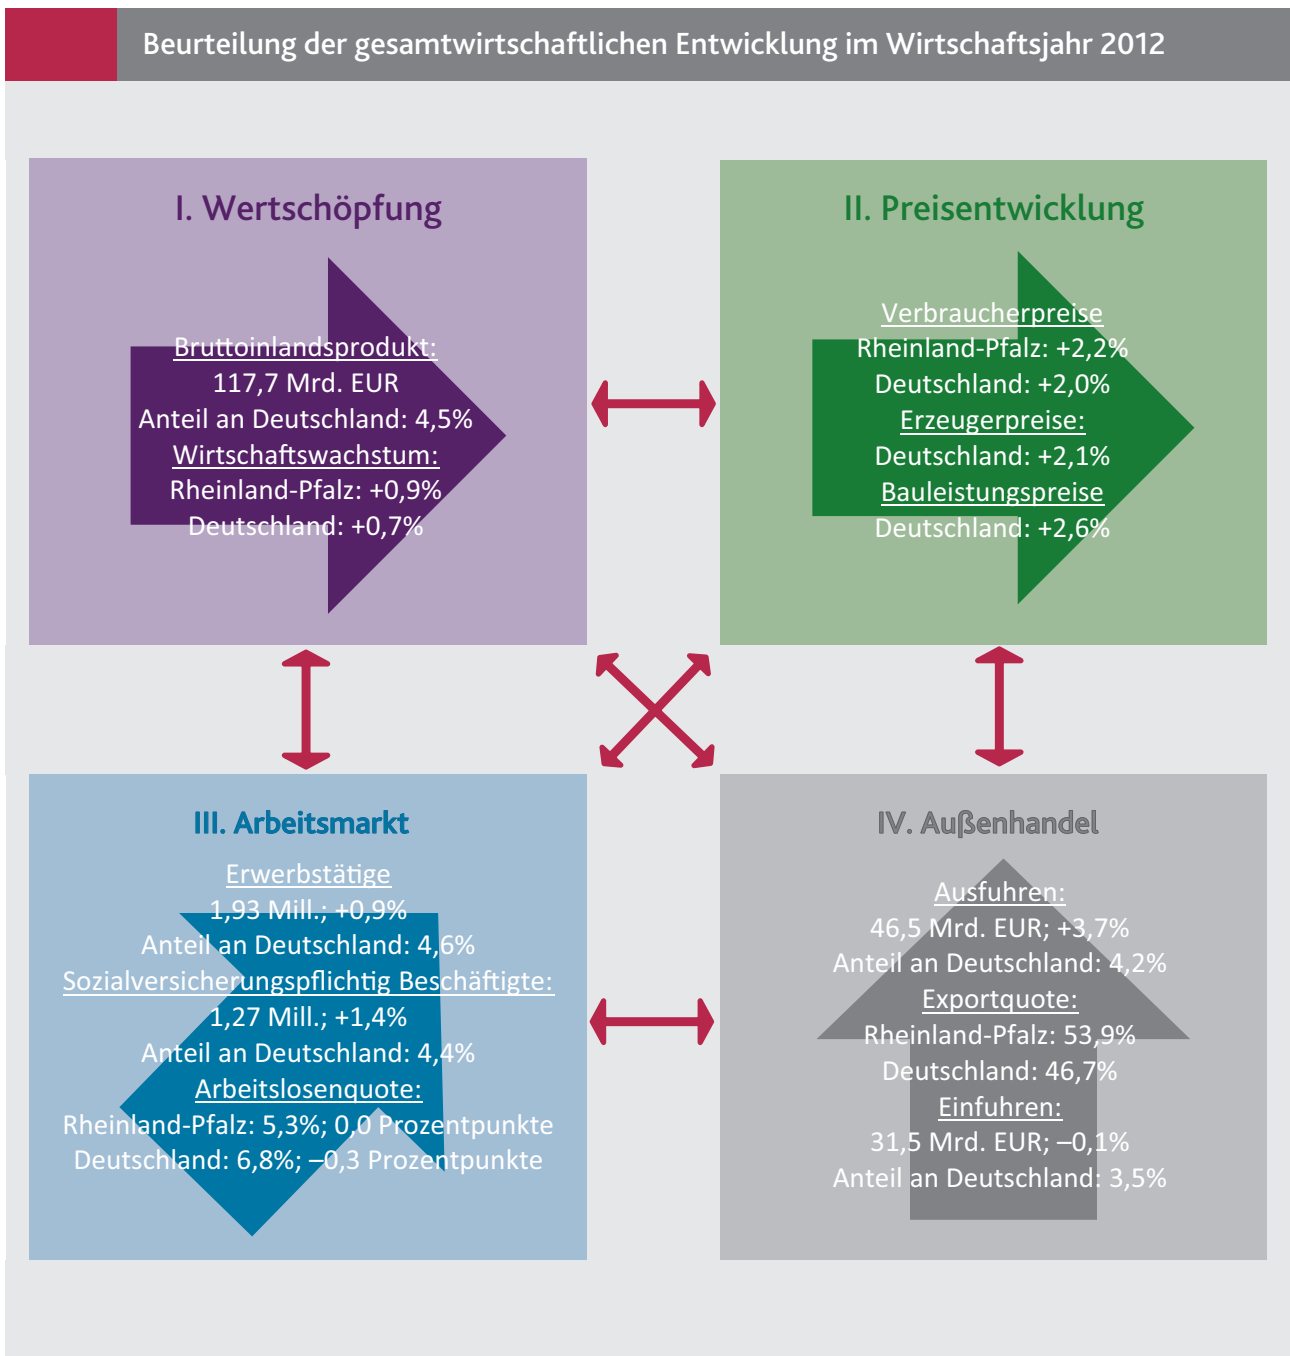 Beurteilung der gesamtwirtschaftlichen Entwicklung im Wirtschaftsjahr 2012
I. Wertschöpfung
Bruttoinlandsprodukt:
117,7 Mrd. EUR
Anteil an Deutschland: 4,5%
Wirtschaftswachstum:
Rheinland-Pfalz: +0,9%
Deutschland: +0,7%
II. Preisentwicklung
Verbraucherpreise
Rheinland-Pfalz: +2,2%
Deutschland: +2,0%
Erzeugerpreise:
Deutschland: +2,1%
Bauleistungspreise
Deutschland: +2,6%
III. Arbeitsmarkt
Erwerbstätige
1,93 Mill.; +0,9%
Anteil an Deutschland: 4,6%
Sozialversicherungspflichtig Beschäftigte:
1,27 Mill.; +1,4%
Anteil an Deutschland: 4,4%
Arbeitslosenquote:
Rheinland-Pfalz: 5,3%; 0,0 Prozentpunkte
Deutschland: 6,8%; –0,3 Prozentpunkte
IV. Außenhandel
Ausfuhren:
46,5 Mrd. EUR; +3,7%
Anteil an Deutschland: 4,2%
Exportquote:
Rheinland-Pfalz: 53,9%
Deutschland: 46,7%
Einfuhren:
31,5 Mrd. EUR; –0,1%
Anteil an Deutschland: 3,5%